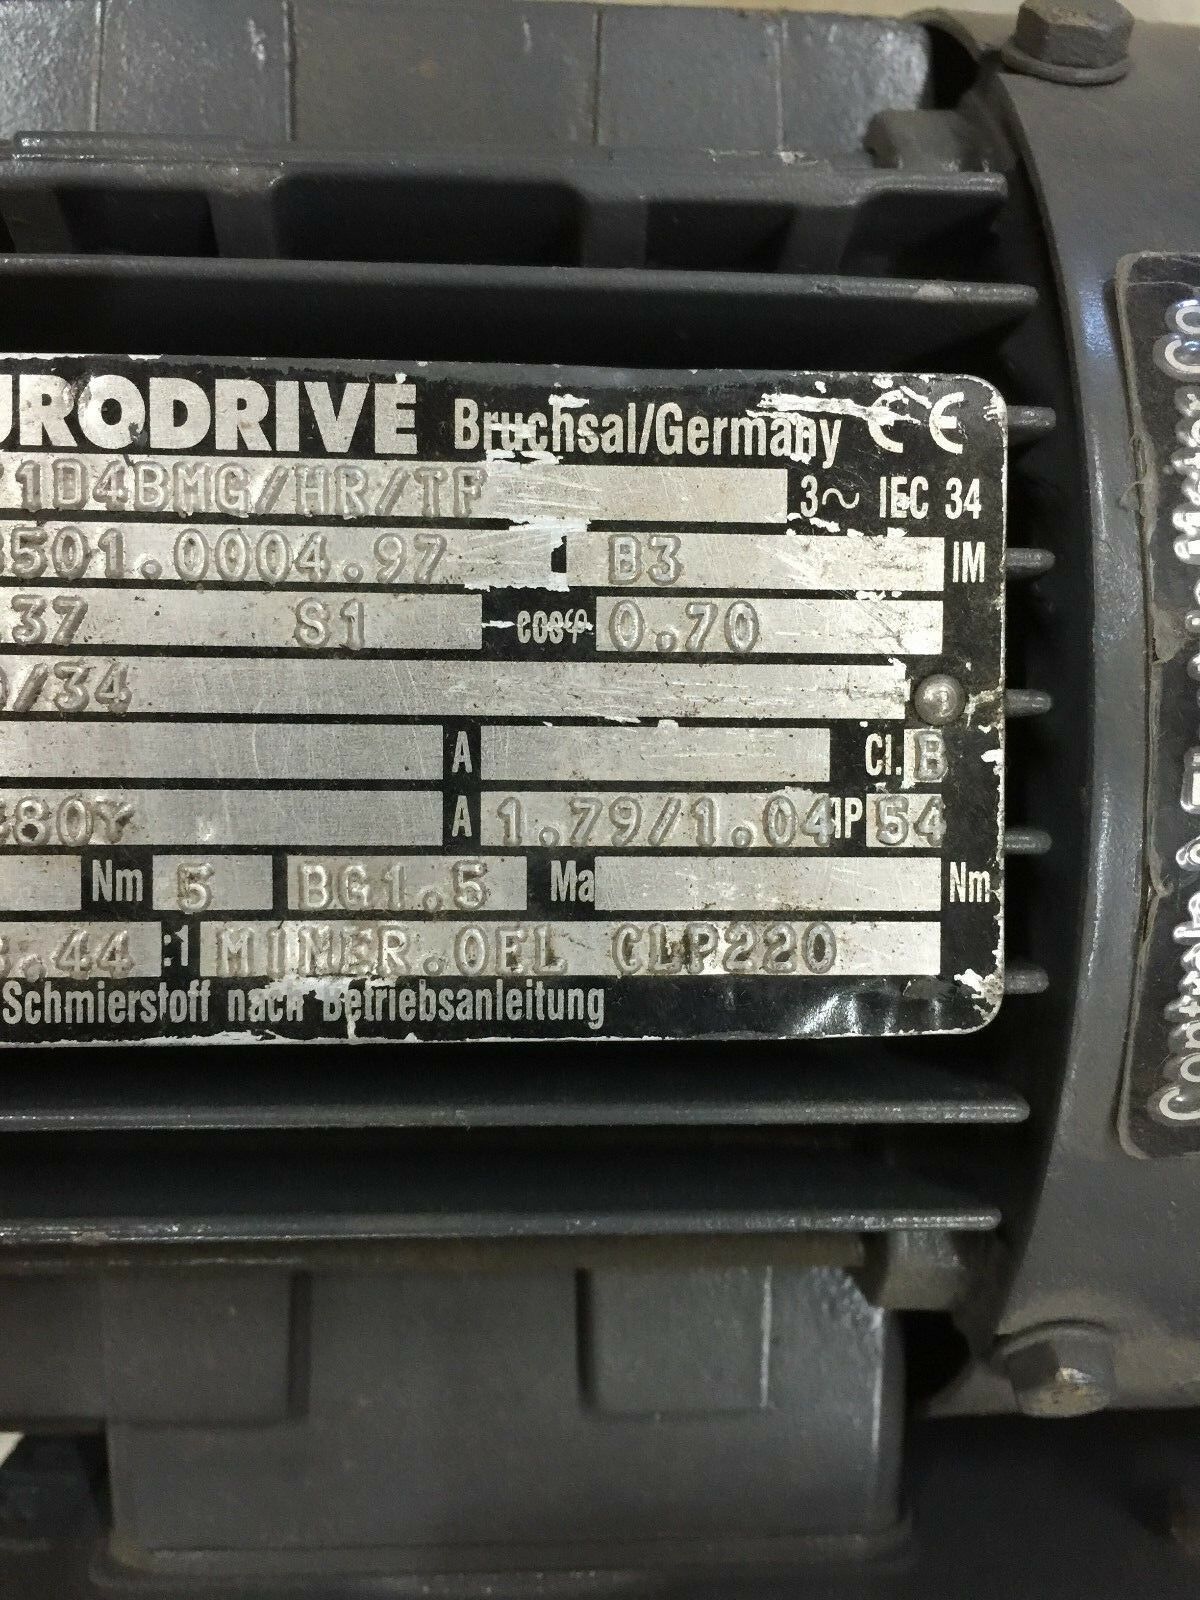 URODRIVE Bruchsal/Germany CE
1D4BMG/HR/TF 3~ IEC 34
501.0004.97 B3 IM
37 S1 cosφ 0.70
/34
A Cl. B
480Y A 1.79/1.04 IP 54
Nm 5 BG1.5 Ma Nm
.44 :1 MINER.OEL CLP220
Schmierstoff nach Betriebsanleitung